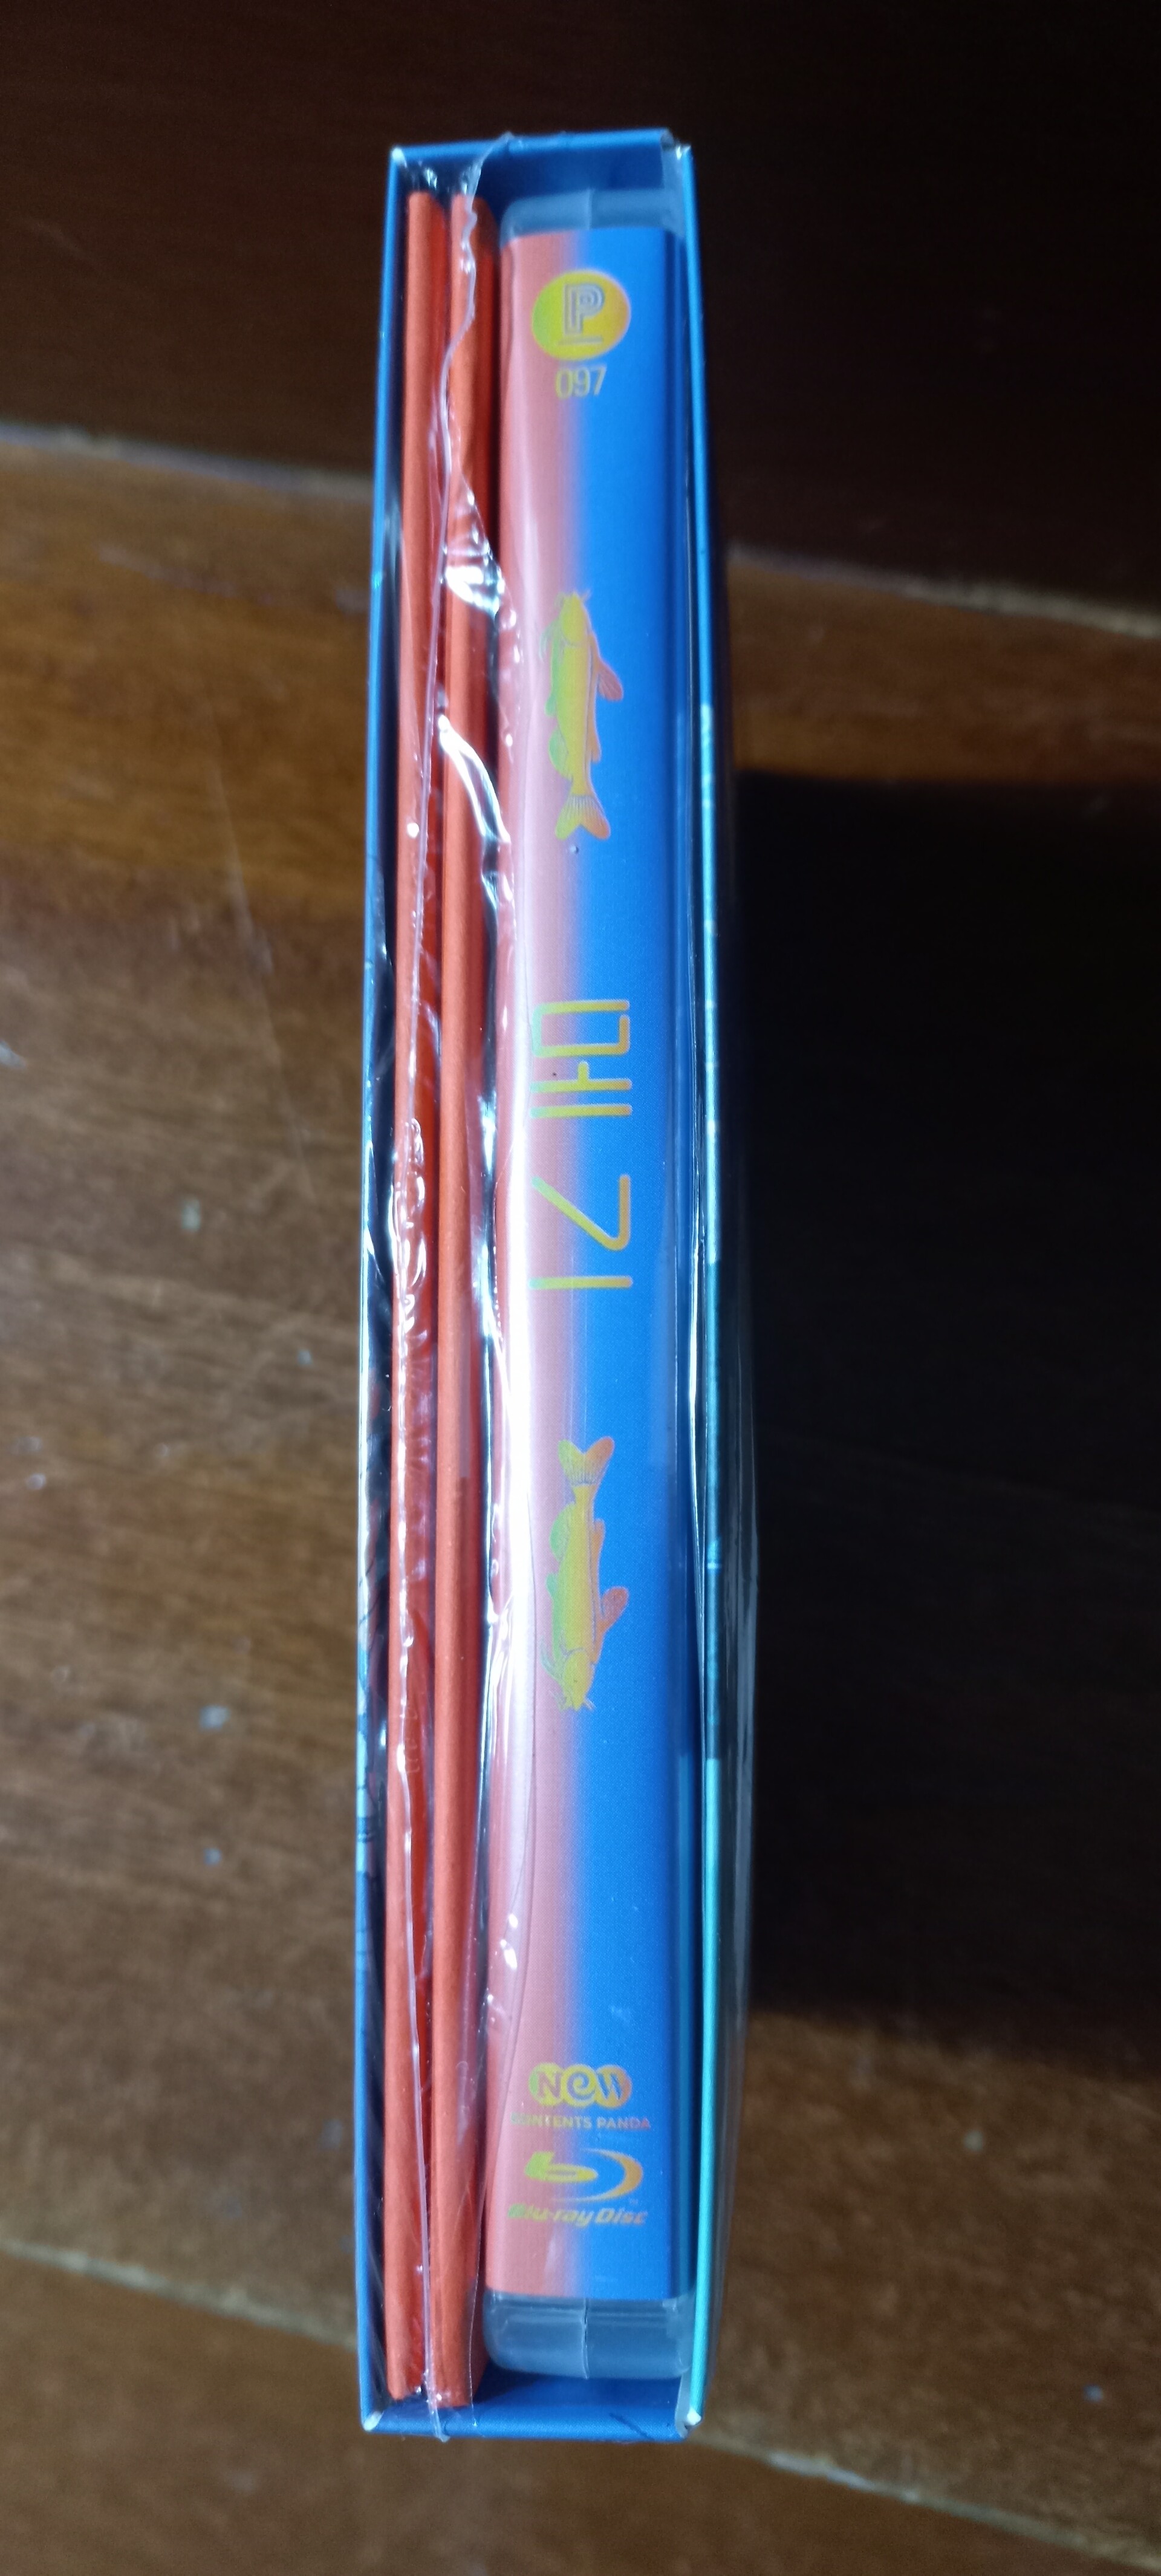 P
097
메기
NEW
CONTENTS PANDA
Blu-ray Disc